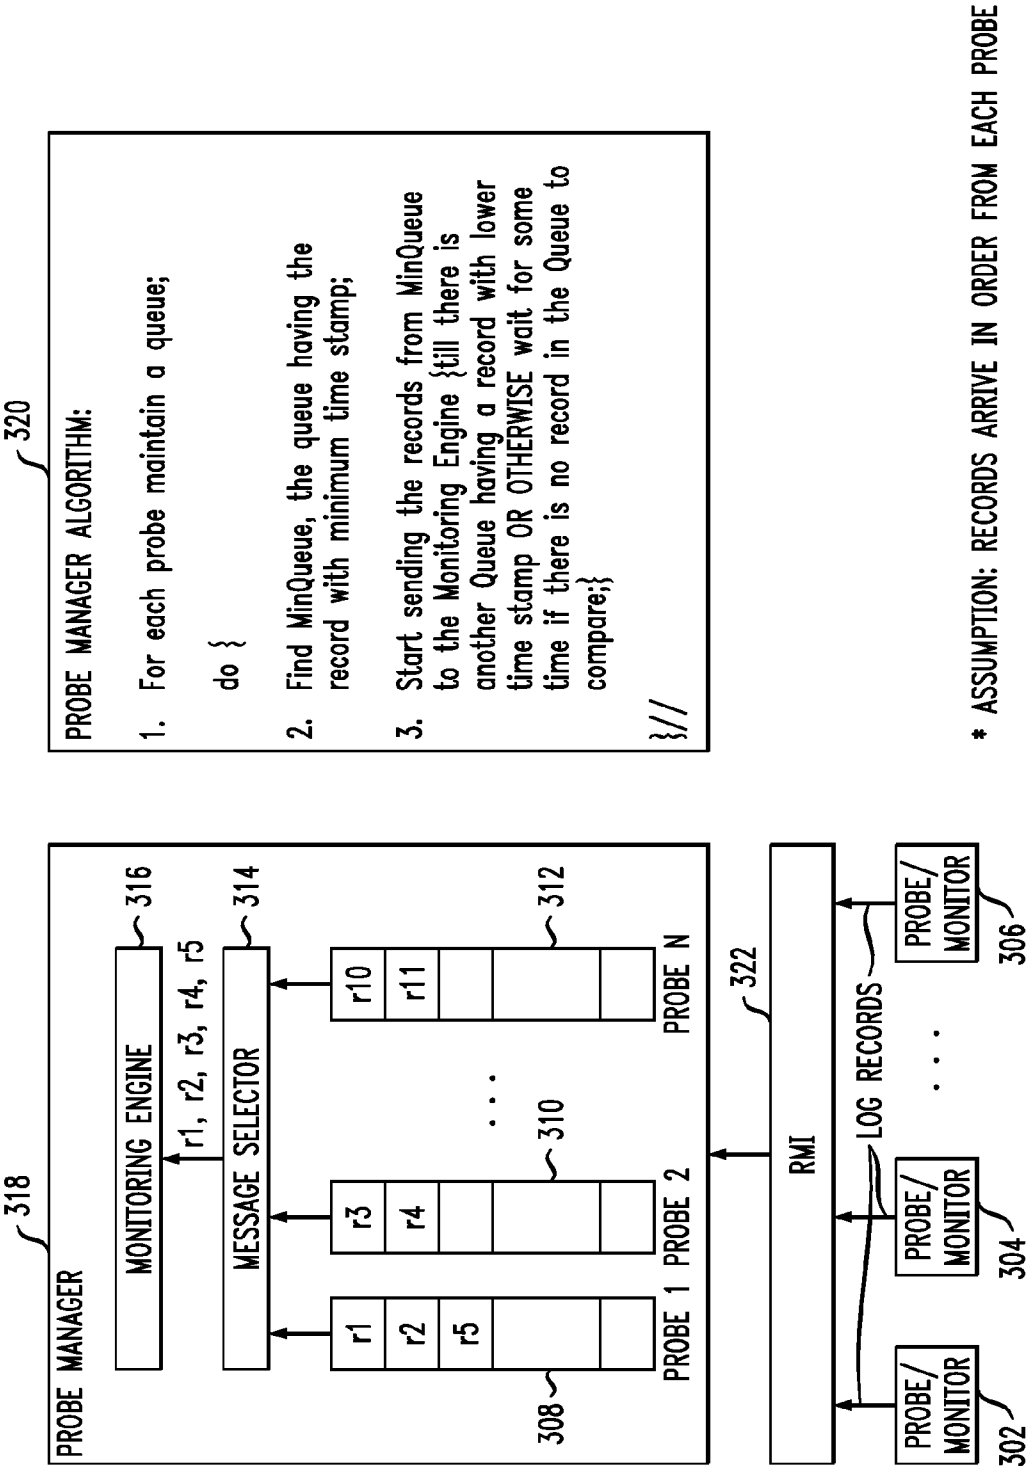 PROBE MANAGER
318
MONITORING ENGINE
316
r1, r2, r3, r4, r5
MESSAGE SELECTOR
314
r1
r2
r5
308
PROBE 1
r3
r4
310
PROBE 2
. . .
r10
r11
312
PROBE N
RMI
322
LOG RECORDS
PROBE/
MONITOR
302
PROBE/
MONITOR
304
. . .
PROBE/
MONITOR
306
320
PROBE MANAGER ALGORITHM:
1. For each probe maintain a queue;
do {
2. Find MinQueue, the queue having the
record with minimum time stamp;
3. Start sending the records from MinQueue
to the Monitoring Engine {till there is
another Queue having a record with lower
time stamp OR OTHERWISE wait for some
time if there is no record in the Queue to
compare;}
}//
* ASSUMPTION: RECORDS ARRIVE IN ORDER FROM EACH PROBE